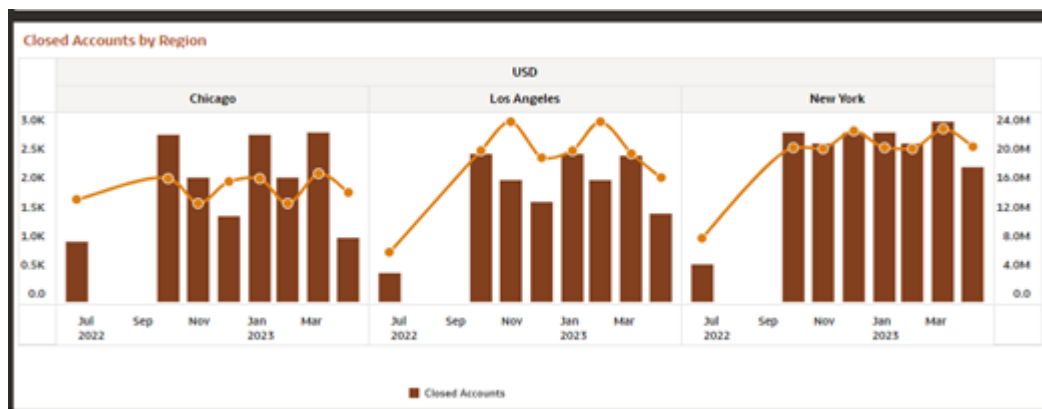 Closed Accounts by Region
USD
Chicago Los Angeles New York
3.0K 24.0M
2.5K 20.0M
2.0K 16.0M
1.5K 12.0M
1.0K 8.0M
0.5K 4.0M
0.0 0.0
Jul Sep Nov Jan Mar Jul Sep Nov Jan Mar Jul Sep Nov Jan Mar
2022 2023 2022 2023 2022 2023
Closed Accounts